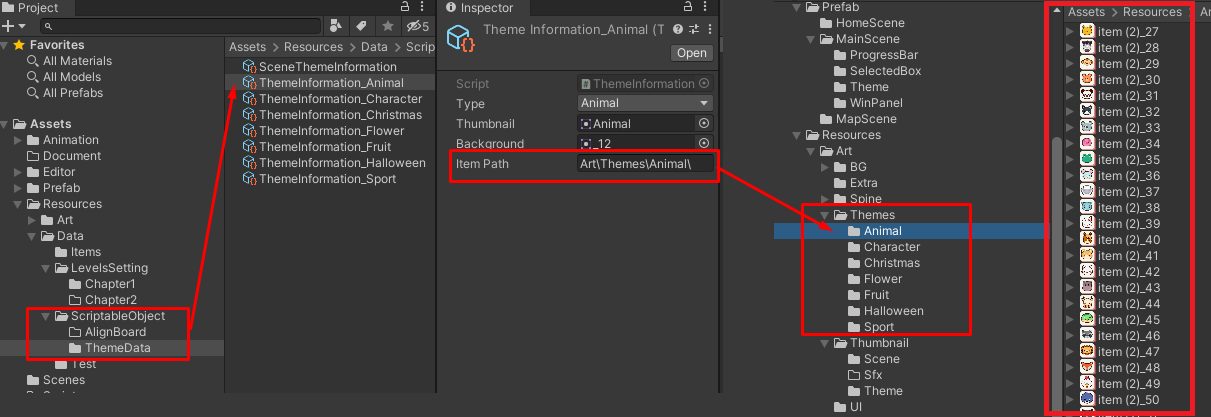 Project
5
Favorites
All Materials
All Models
All Prefabs
Assets
Animation
Document
Editor
Prefab
Resources
Art
Data
Items
LevelsSetting
Chapter1
Chapter2
ScriptableObject
AlignBoard
ThemeData
Test
Scenes
Assets > Resources > Data > Scrip
SceneThemeInformation
ThemeInformation_Animal
ThemeInformation_Character
ThemeInformation_Christmas
ThemeInformation_Flower
ThemeInformation_Fruit
ThemeInformation_Halloween
ThemeInformation_Sport
Inspector
Theme Information_Animal (T
Open
Script ThemeInformation
Type Animal
Thumbnail Animal
Background _12
Item Path Art\Themes\Animal\
Prefab
HomeScene
MainScene
ProgressBar
SelectedBox
Theme
WinPanel
MapScene
Resources
Art
BG
Extra
Spine
Themes
Animal
Character
Christmas
Flower
Fruit
Halloween
Sport
Thumbnail
Scene
Sfx
Theme
UI
Assets > Resources > Ar
item (2)_27
item (2)_28
item (2)_29
item (2)_30
item (2)_31
item (2)_32
item (2)_33
item (2)_34
item (2)_35
item (2)_36
item (2)_37
item (2)_38
item (2)_39
item (2)_40
item (2)_41
item (2)_42
item (2)_43
item (2)_44
item (2)_45
item (2)_46
item (2)_47
item (2)_48
item (2)_49
item (2)_50